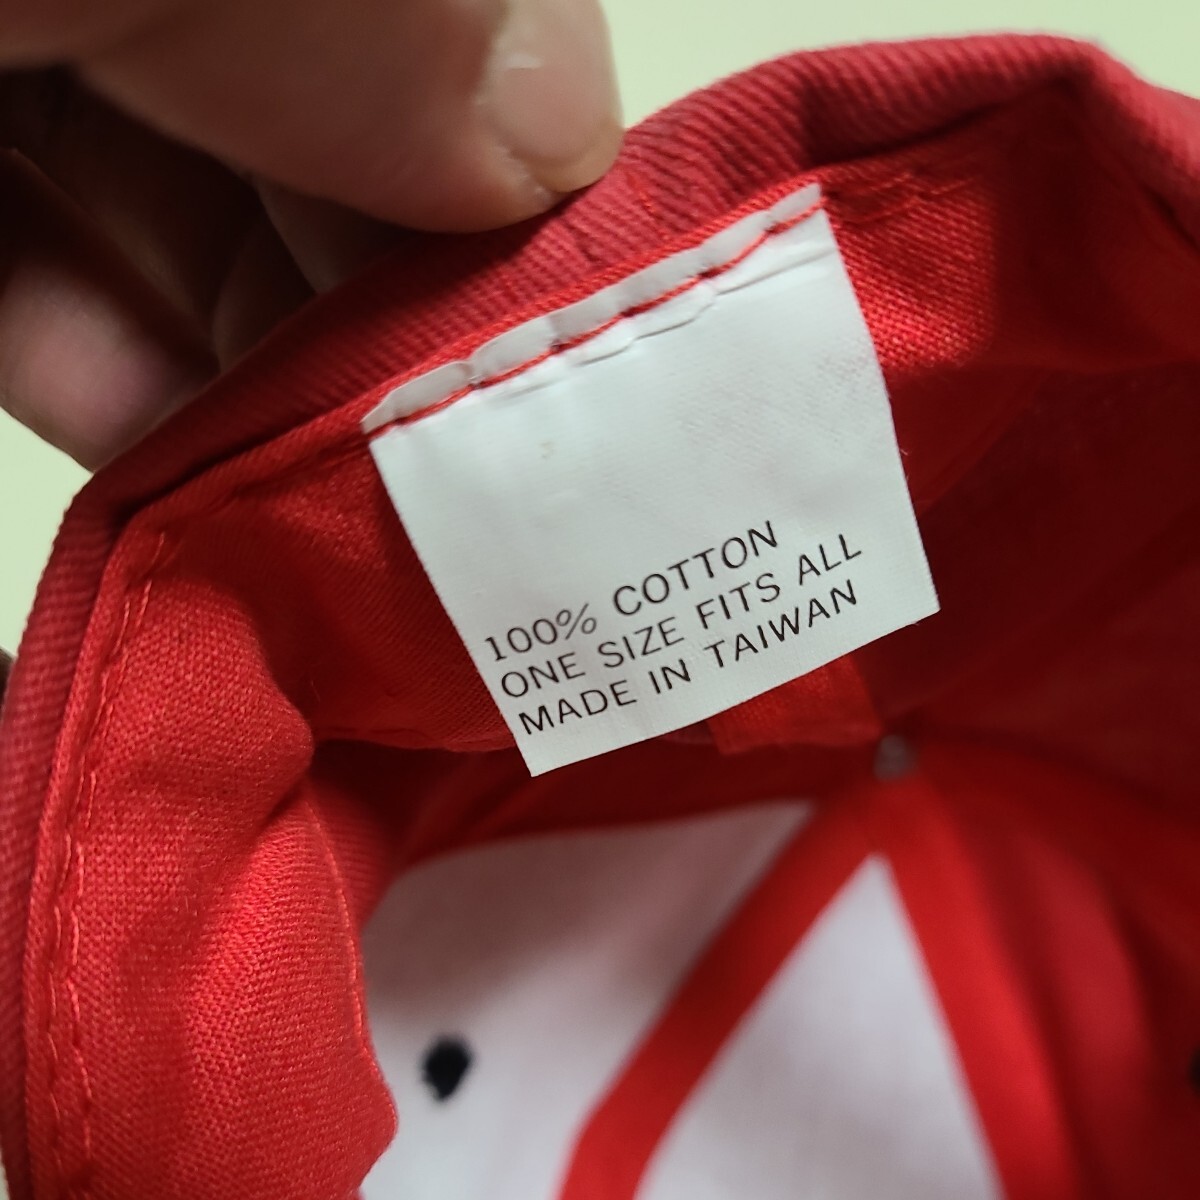 100% COTTON
ONE SIZE FITS ALL
MADE IN TAIWAN